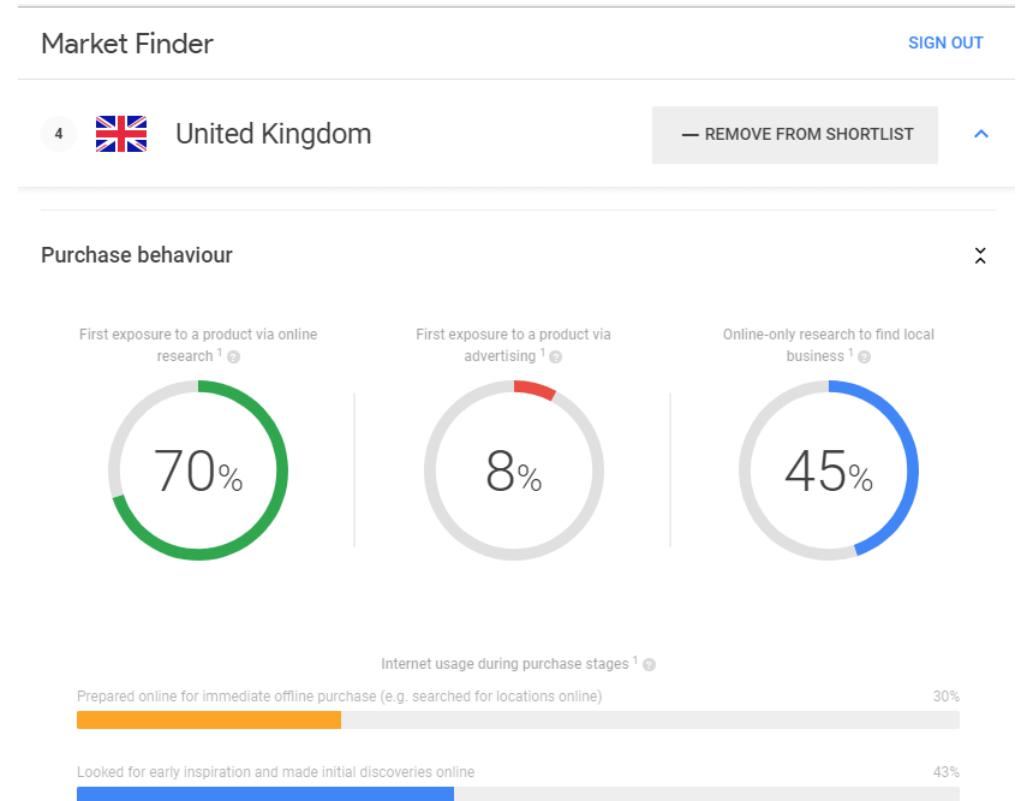 Market Finder
SIGN OUT
4
United Kingdom
— REMOVE FROM SHORTLIST
Purchase behaviour
First exposure to a product via online
research 1 ?
First exposure to a product via
advertising 1 ?
Online-only research to find local
business 1 ?
70%
8%
45%
Internet usage during purchase stages 1 ?
Prepared online for immediate offline purchase (e.g. searched for locations online)
30%
Looked for early inspiration and made initial discoveries online
43%